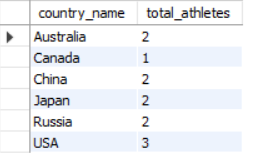 country_name total_athletes
Australia 2
Canada 1
China 2
Japan 2
Russia 2
USA 3